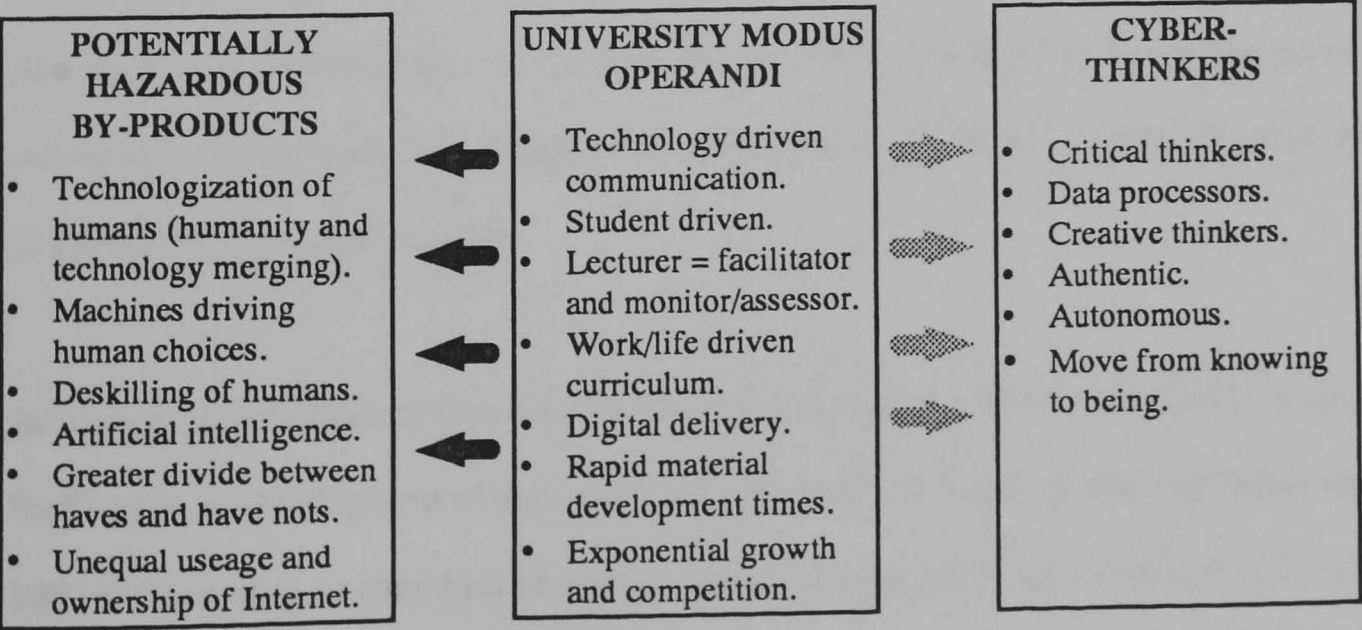 POTENTIALLY
HAZARDOUS
BY-PRODUCTS
• Technologization of
humans (humanity and
technology merging).
• Machines driving
human choices.
• Deskilling of humans.
• Artificial intelligence.
• Greater divide between
haves and have nots.
• Unequal useage and
ownership of Internet.
UNIVERSITY MODUS
OPERANDI
• Technology driven
communication.
• Student driven.
• Lecturer = facilitator
and monitor/assessor.
• Work/life driven
curriculum.
• Digital delivery.
• Rapid material
development times.
• Exponential growth
and competition.
CYBER-
THINKERS
• Critical thinkers.
• Data processors.
• Creative thinkers.
• Authentic.
• Autonomous.
• Move from knowing
to being.